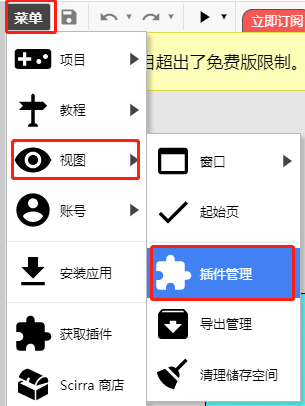 菜单
立即订阅
目超出了免费版限制。
项目
教程
视图
账号
安装应用
获取插件
Scirra 商店
窗口
起始页
插件管理
导出管理
清理储存空间